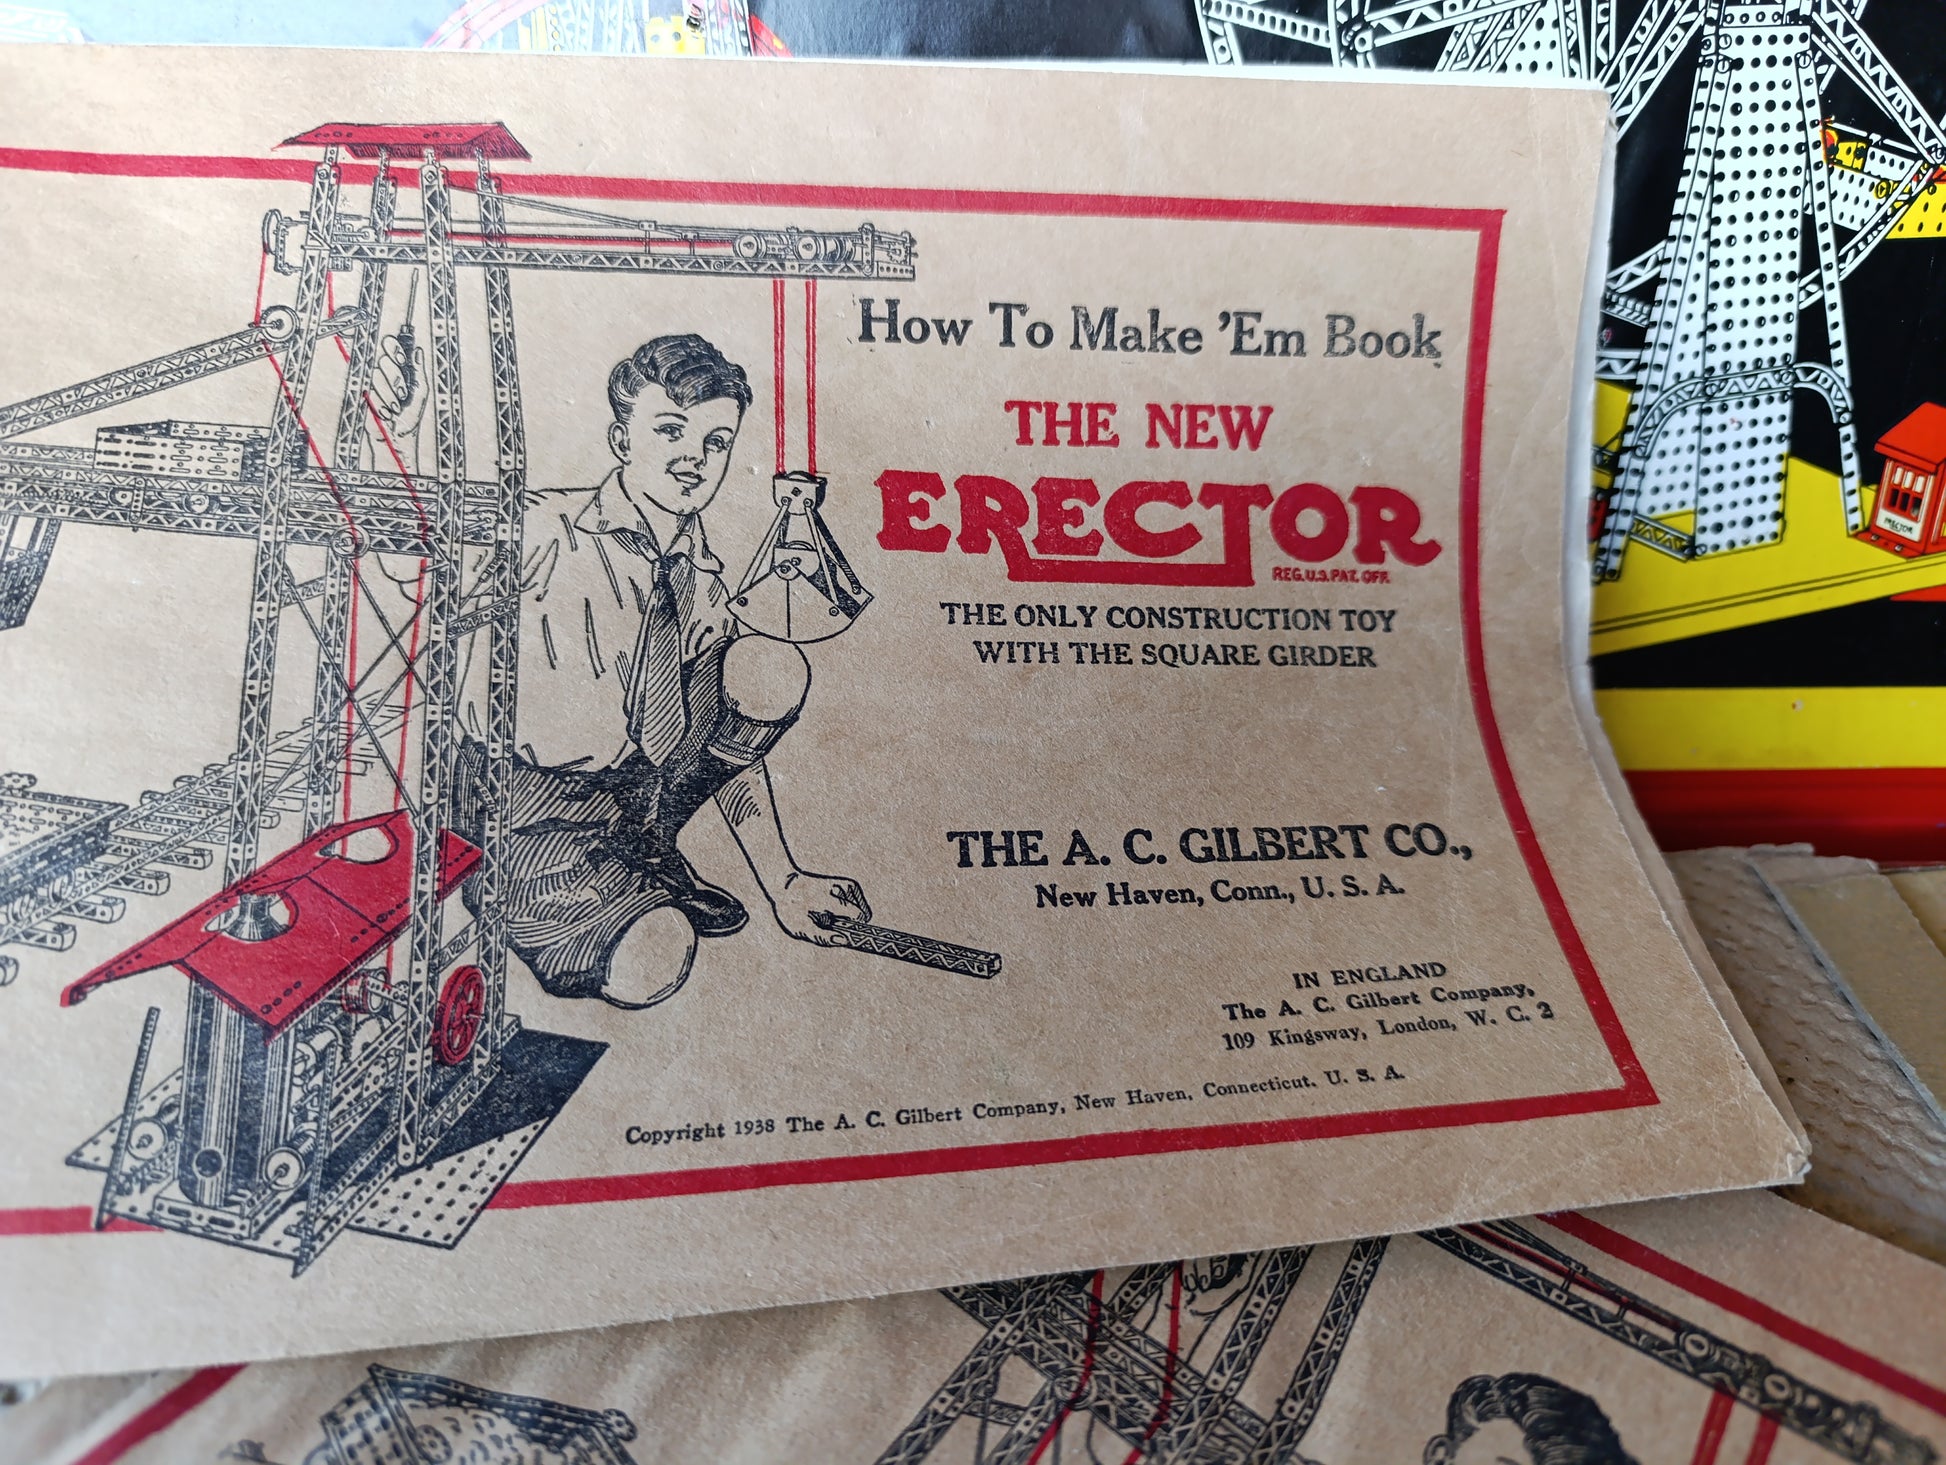 How To Make 'Em Book
THE NEW
ERECTOR
REG. U.S. PAT. OFF.
THE ONLY CONSTRUCTION TOY
WITH THE SQUARE GIRDER
THE A. C. GILBERT CO.,
New Haven, Conn., U. S. A.
IN ENGLAND
The A. C. Gilbert Company,
109 Kingsway, London, W. C. 2
Copyright 1938 The A. C. Gilbert Company, New Haven, Connecticut. U. S. A.
ERECTOR